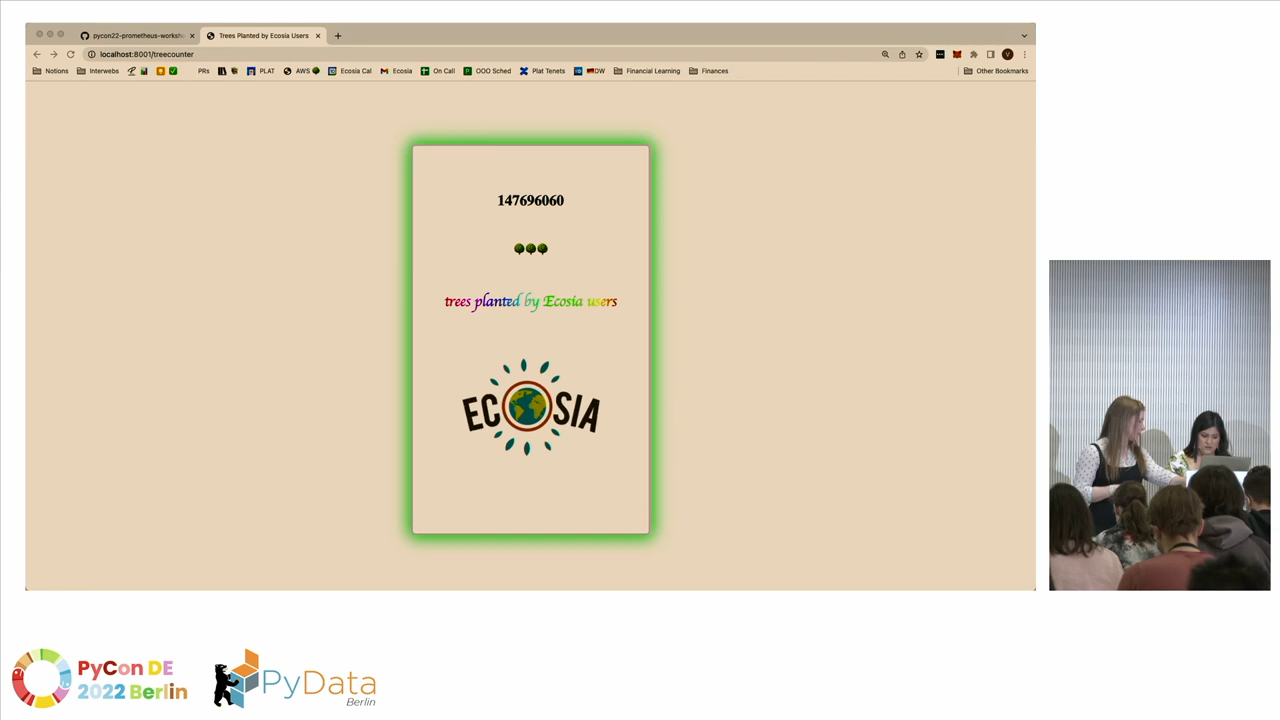 pycon22-prometheus-worksh
Trees Planted by Ecosia Users
localhost:8001/treecounter
Notions
Interwebs
PRs
PLAT
AWS
Ecosia Cal
Ecosia
On Call
OOO Sched
Plat Tenets
DW
Financial Learning
Finances
Other Bookmarks
147696060
trees planted by Ecosia users
ECOSIA
PyCon DE
2022 Berlin
PyData
Berlin